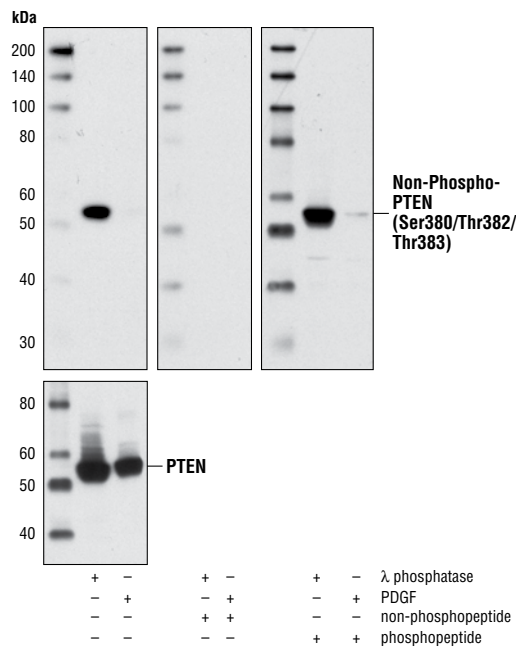 kDa
200
140
100
80
60
50
40
30
Non-Phospho-
PTEN
(Ser380/Thr382/
Thr383)
80
60
50
40
PTEN
+ – + – + – λ phosphatase
– + – + – + PDGF
– – + + – – non-phosphopeptide
– – – – + + phosphopeptide